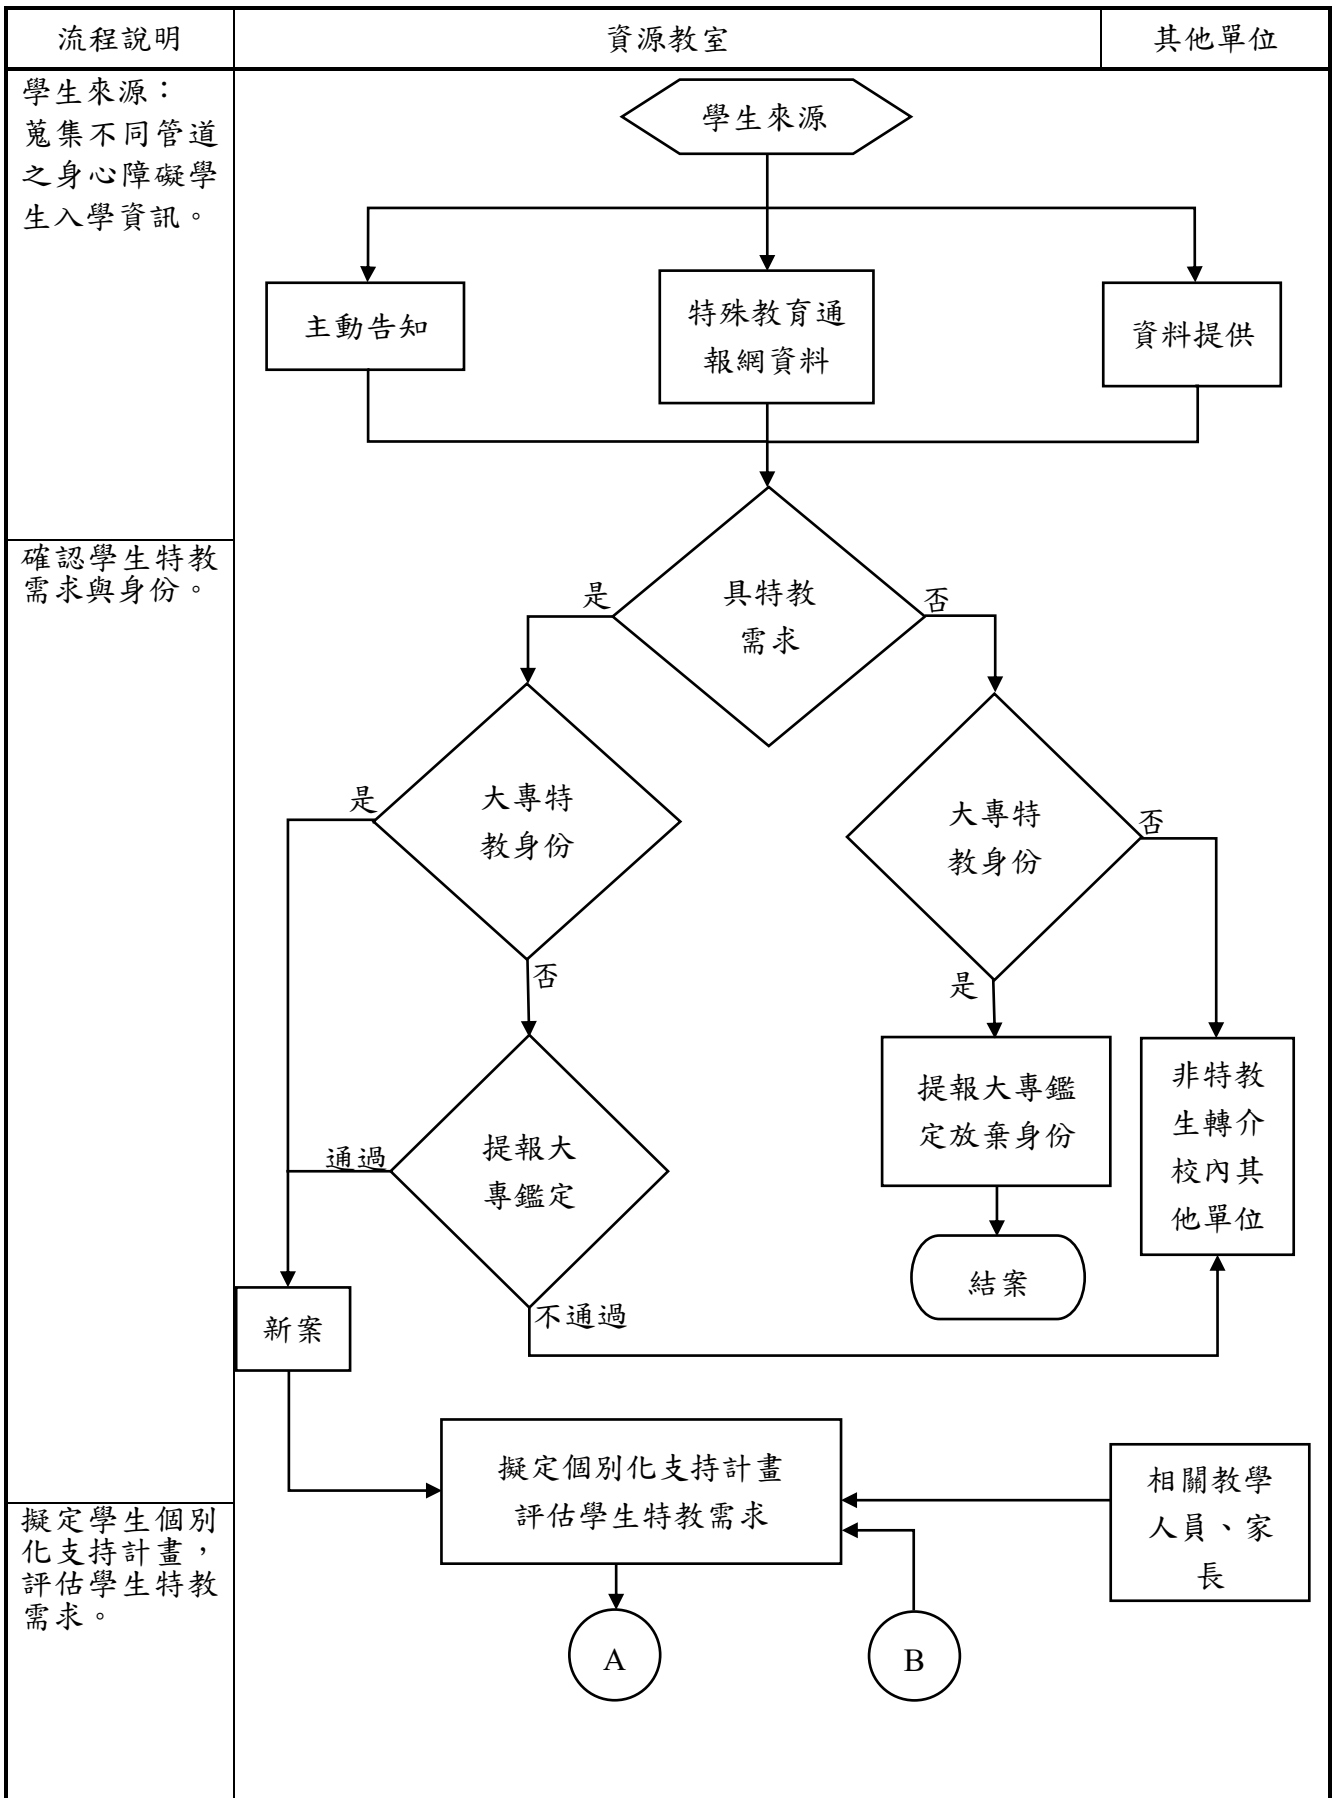 流程說明
資源教室
其他單位
學生來源：
蒐集不同管道
之身心障礙學
生入學資訊。
學生來源
主動告知
特殊教育通
報網資料
資料提供
確認學生特教
需求與身份。
是
具特教
需求
否
是
大專特
教身份
大專特
教身份
否
否
是
通過
提報大
專鑑定
提報大專鑑
定放棄身份
非特教
生轉介
校內其
他單位
結案
新案
不通過
擬定個別化支持計畫
評估學生特教需求
相關教學
人員、家
長
擬定學生個別
化支持計畫，
評估學生特教
需求。
A
B